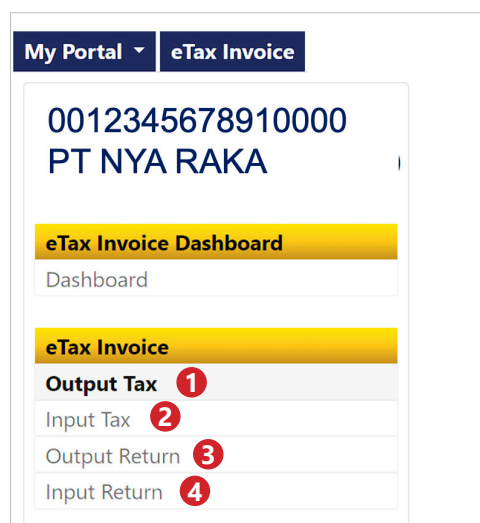 My Portal eTax Invoice
0012345678910000
PT NYA RAKA
eTax Invoice Dashboard
Dashboard
eTax Invoice
Output Tax 1
Input Tax 2
Output Return 3
Input Return 4